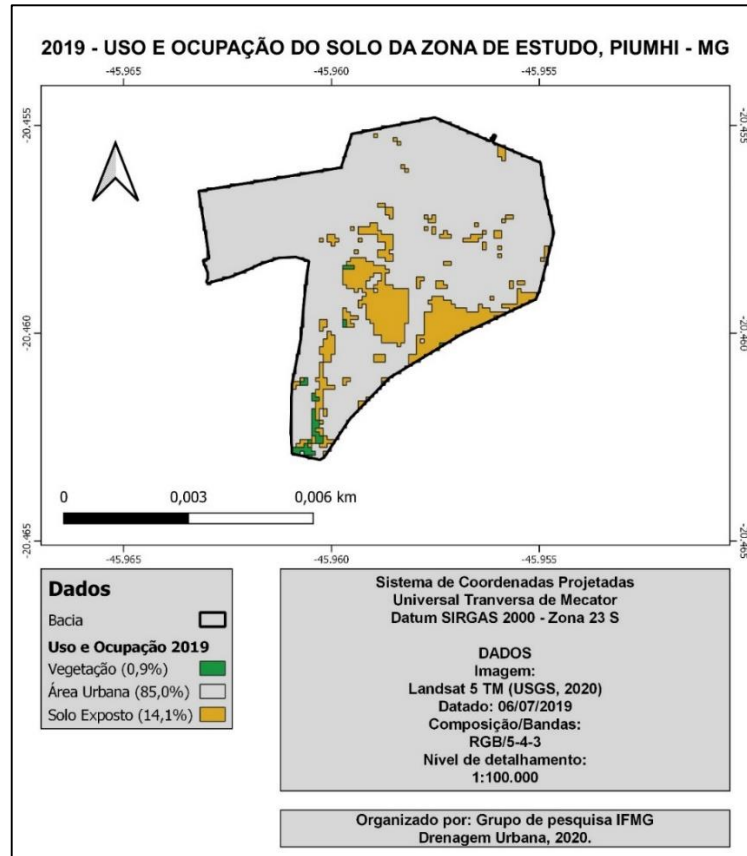 2019 - USO E OCUPAÇÃO DO SOLO DA ZONA DE ESTUDO, PIUMHI - MG
-45.965 -45.960 -45.955
-20.455 -20.455
-20.460 -20.460
0 0,003 0,006 km
-20.465 -20.465
-45.965 -45.960 -45.955
Dados
Bacia
Uso e Ocupação 2019
Vegetação (0,9%)
Área Urbana (85,0%)
Solo Exposto (14,1%)
Sistema de Coordenadas Projetadas
Universal Tranversa de Mecator
Datum SIRGAS 2000 - Zona 23 S
DADOS
Imagem:
Landsat 5 TM (USGS, 2020)
Datado: 06/07/2019
Composição/Bandas:
RGB/5-4-3
Nível de detalhamento:
1:100.000
Organizado por: Grupo de pesquisa IFMG
Drenagem Urbana, 2020.